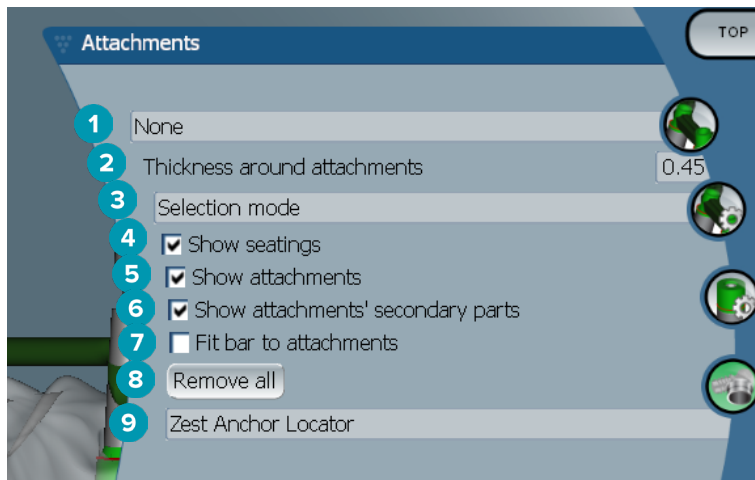 Attachments
TOP
1 None
2 Thickness around attachments 0.45
3 Selection mode
4 Show seatings
5 Show attachments
6 Show attachments' secondary parts
7 Fit bar to attachments
8 Remove all
9 Zest Anchor Locator